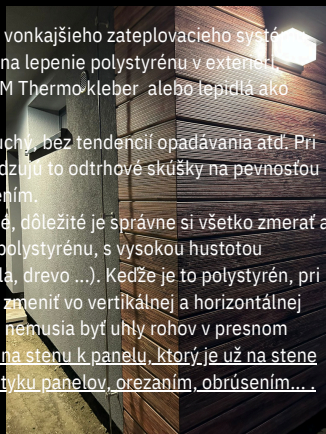 vonkajšieho zateplovacieho systému,
na lepenie polystyrénu v exteriéri,
M Thermo kleber alebo lepidlá ako
uchý, bez tendencií opadávania atď. Pri
dzujú to odtrhové skúšky na pevnosťou
ením.
é, dôležité je správne si všetko zmerať a
polystyrénu, s vysokou hustotou
la, drevo ...). Keďže je to polystyrén, pri
zmeniť vo vertikálnej a horizontálnej
nemusia byť uhly rohov v presnom
na stenu k panelu, ktorý je už na stene
tyku panelov, orezaním, obrúsením... .